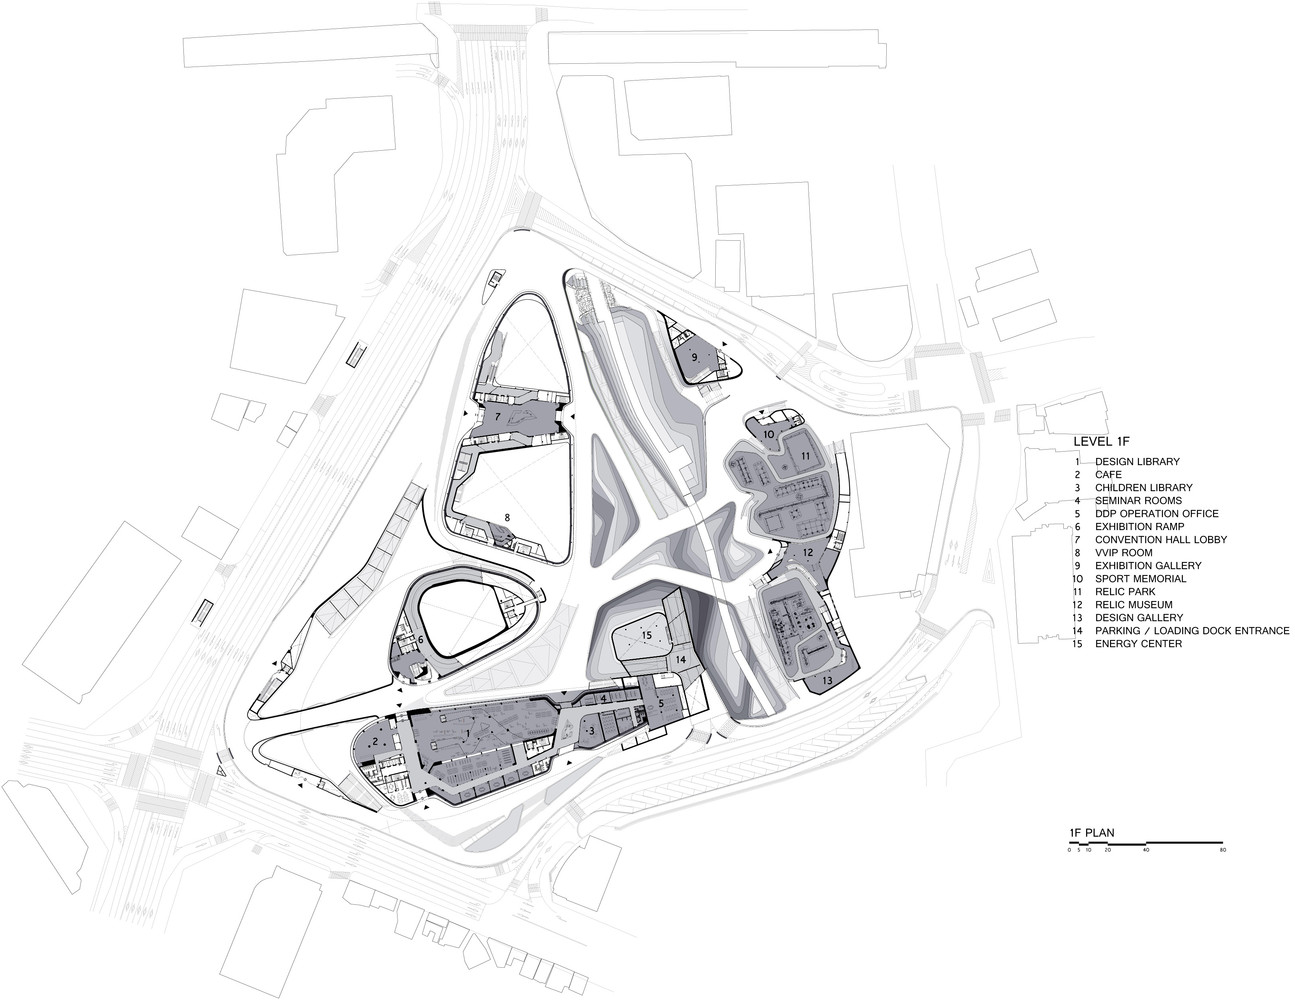 9
10
7
11
8
12
15
6
14
13
4
5
3
1
2
LEVEL 1F
1 DESIGN LIBRARY
2 CAFE
3 CHILDREN LIBRARY
4 SEMINAR ROOMS
5 DDP OPERATION OFFICE
6 EXHIBITION RAMP
7 CONVENTION HALL LOBBY
8 VVIP ROOM
9 EXHIBITION GALLERY
10 SPORT MEMORIAL
11 RELIC PARK
12 RELIC MUSEUM
13 DESIGN GALLERY
14 PARKING / LOADING DOCK ENTRANCE
15 ENERGY CENTER
1F PLAN
0 5 10 20 40 80